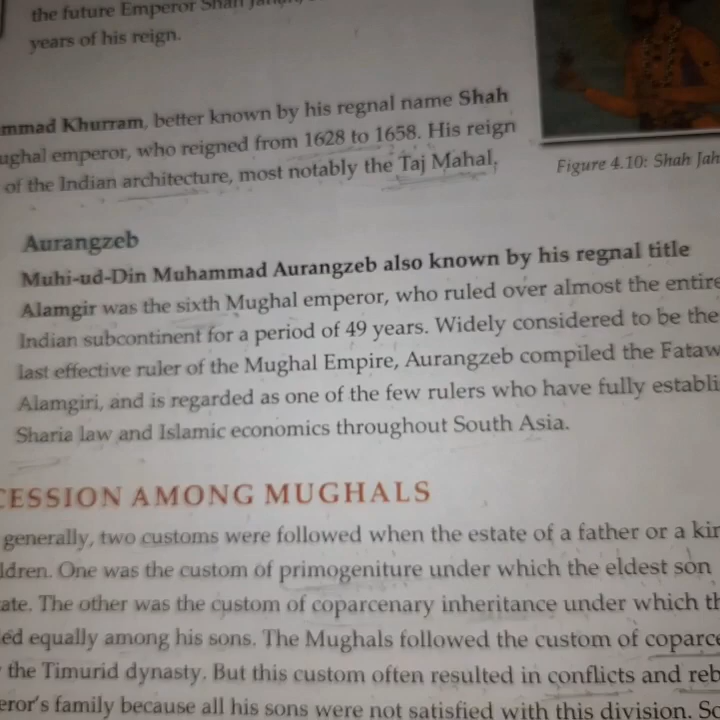 the future Emperor Shah
years of his reign.
mmad Khurram, better known by his regnal name Shah
ughal emperor, who reigned from 1628 to 1658. His reign
of the Indian architecture, most notably the Taj Mahal.
Figure 4.10: Shah Jah
Aurangzeb
Muhi-ud-Din Muhammad Aurangzeb also known by his regnal title
Alamgir was the sixth Mughal emperor, who ruled over almost the entire
Indian subcontinent for a period of 49 years. Widely considered to be the
last effective ruler of the Mughal Empire, Aurangzeb compiled the Fataw
Alamgiri, and is regarded as one of the few rulers who have fully establi
Sharia law and Islamic economics throughout South Asia.
CESSION AMONG MUGHALS
generally, two customs were followed when the estate of a father or a kin
ldren. One was the custom of primogeniture under which the eldest son
ate. The other was the custom of coparcenary inheritance under which th
ed equally among his sons. The Mughals followed the custom of coparce
the Timurid dynasty. But this custom often resulted in conflicts and reb
eror's family because all his sons were not satisfied with this division. So